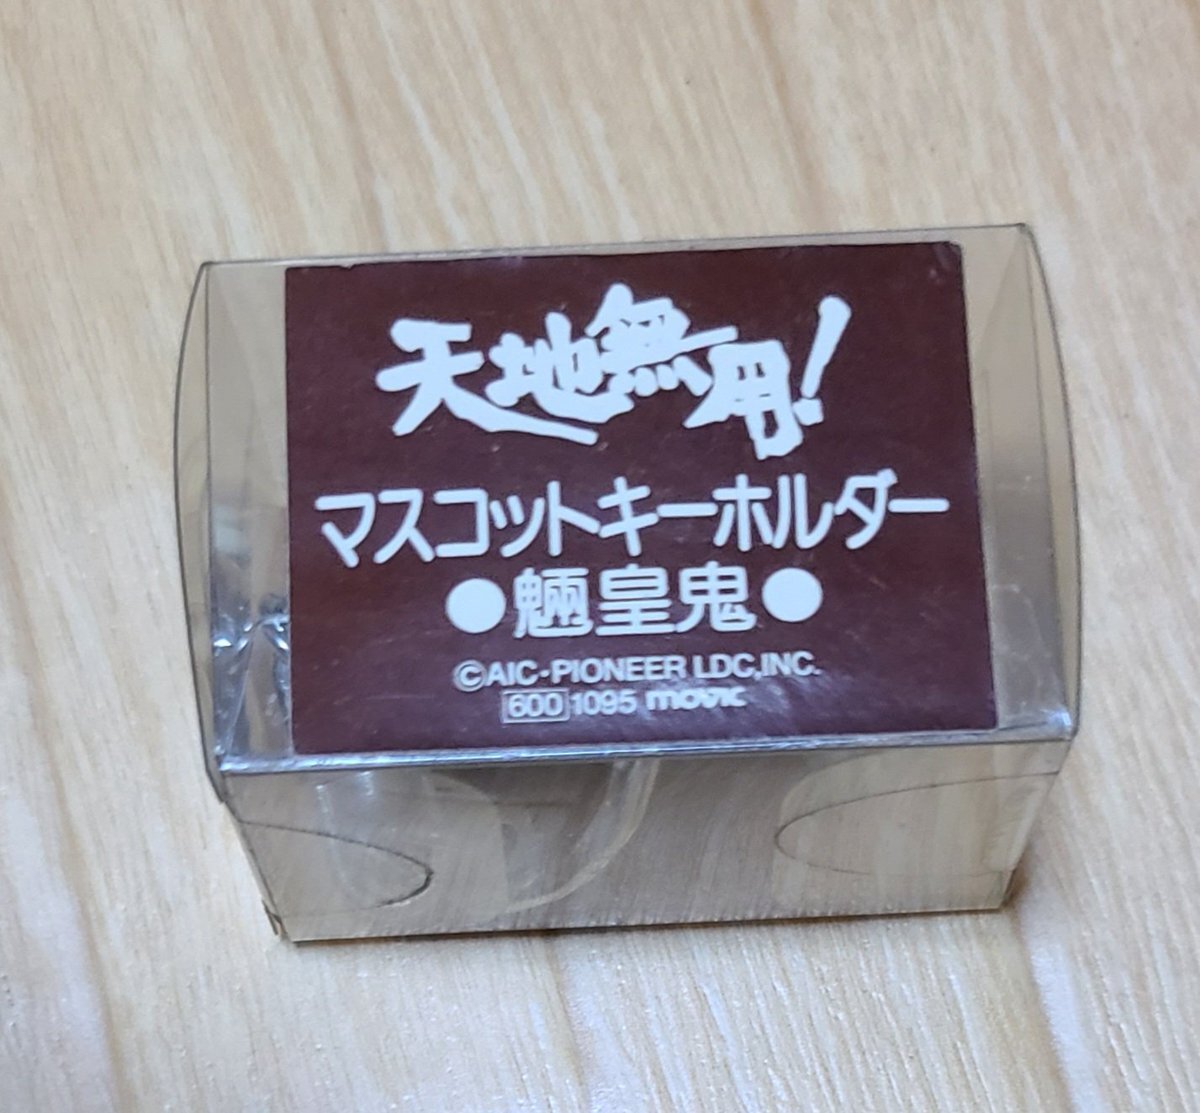 天地無用!
マスコットキーホルダー
●魎皇鬼●
©AIC・PIONEER LDC,INC.
600 1095 movic